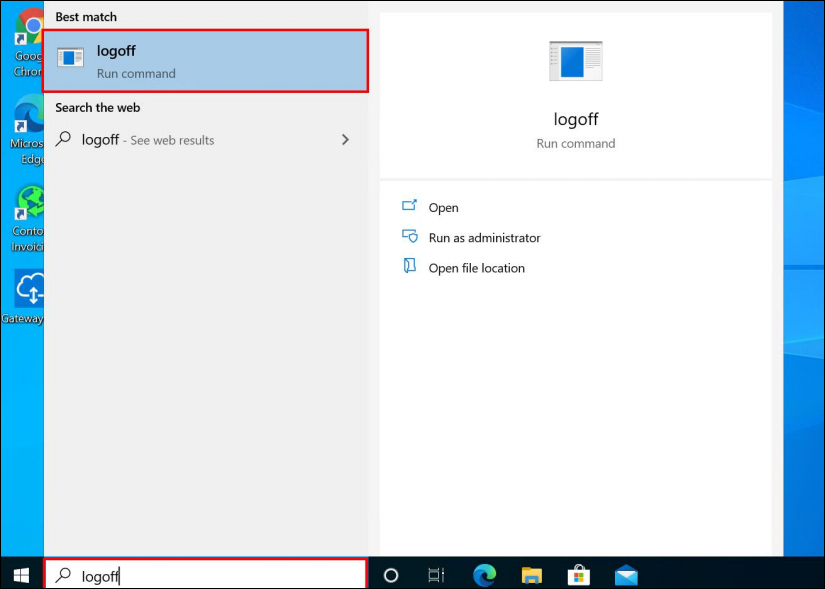 Best match
logoff
Run command
Search the web
logoff - See web results
logoff
Run command
Open
Run as administrator
Open file location
Goog
Chron
Micros
Edge
Conto
Invoici
Gateway
logoff